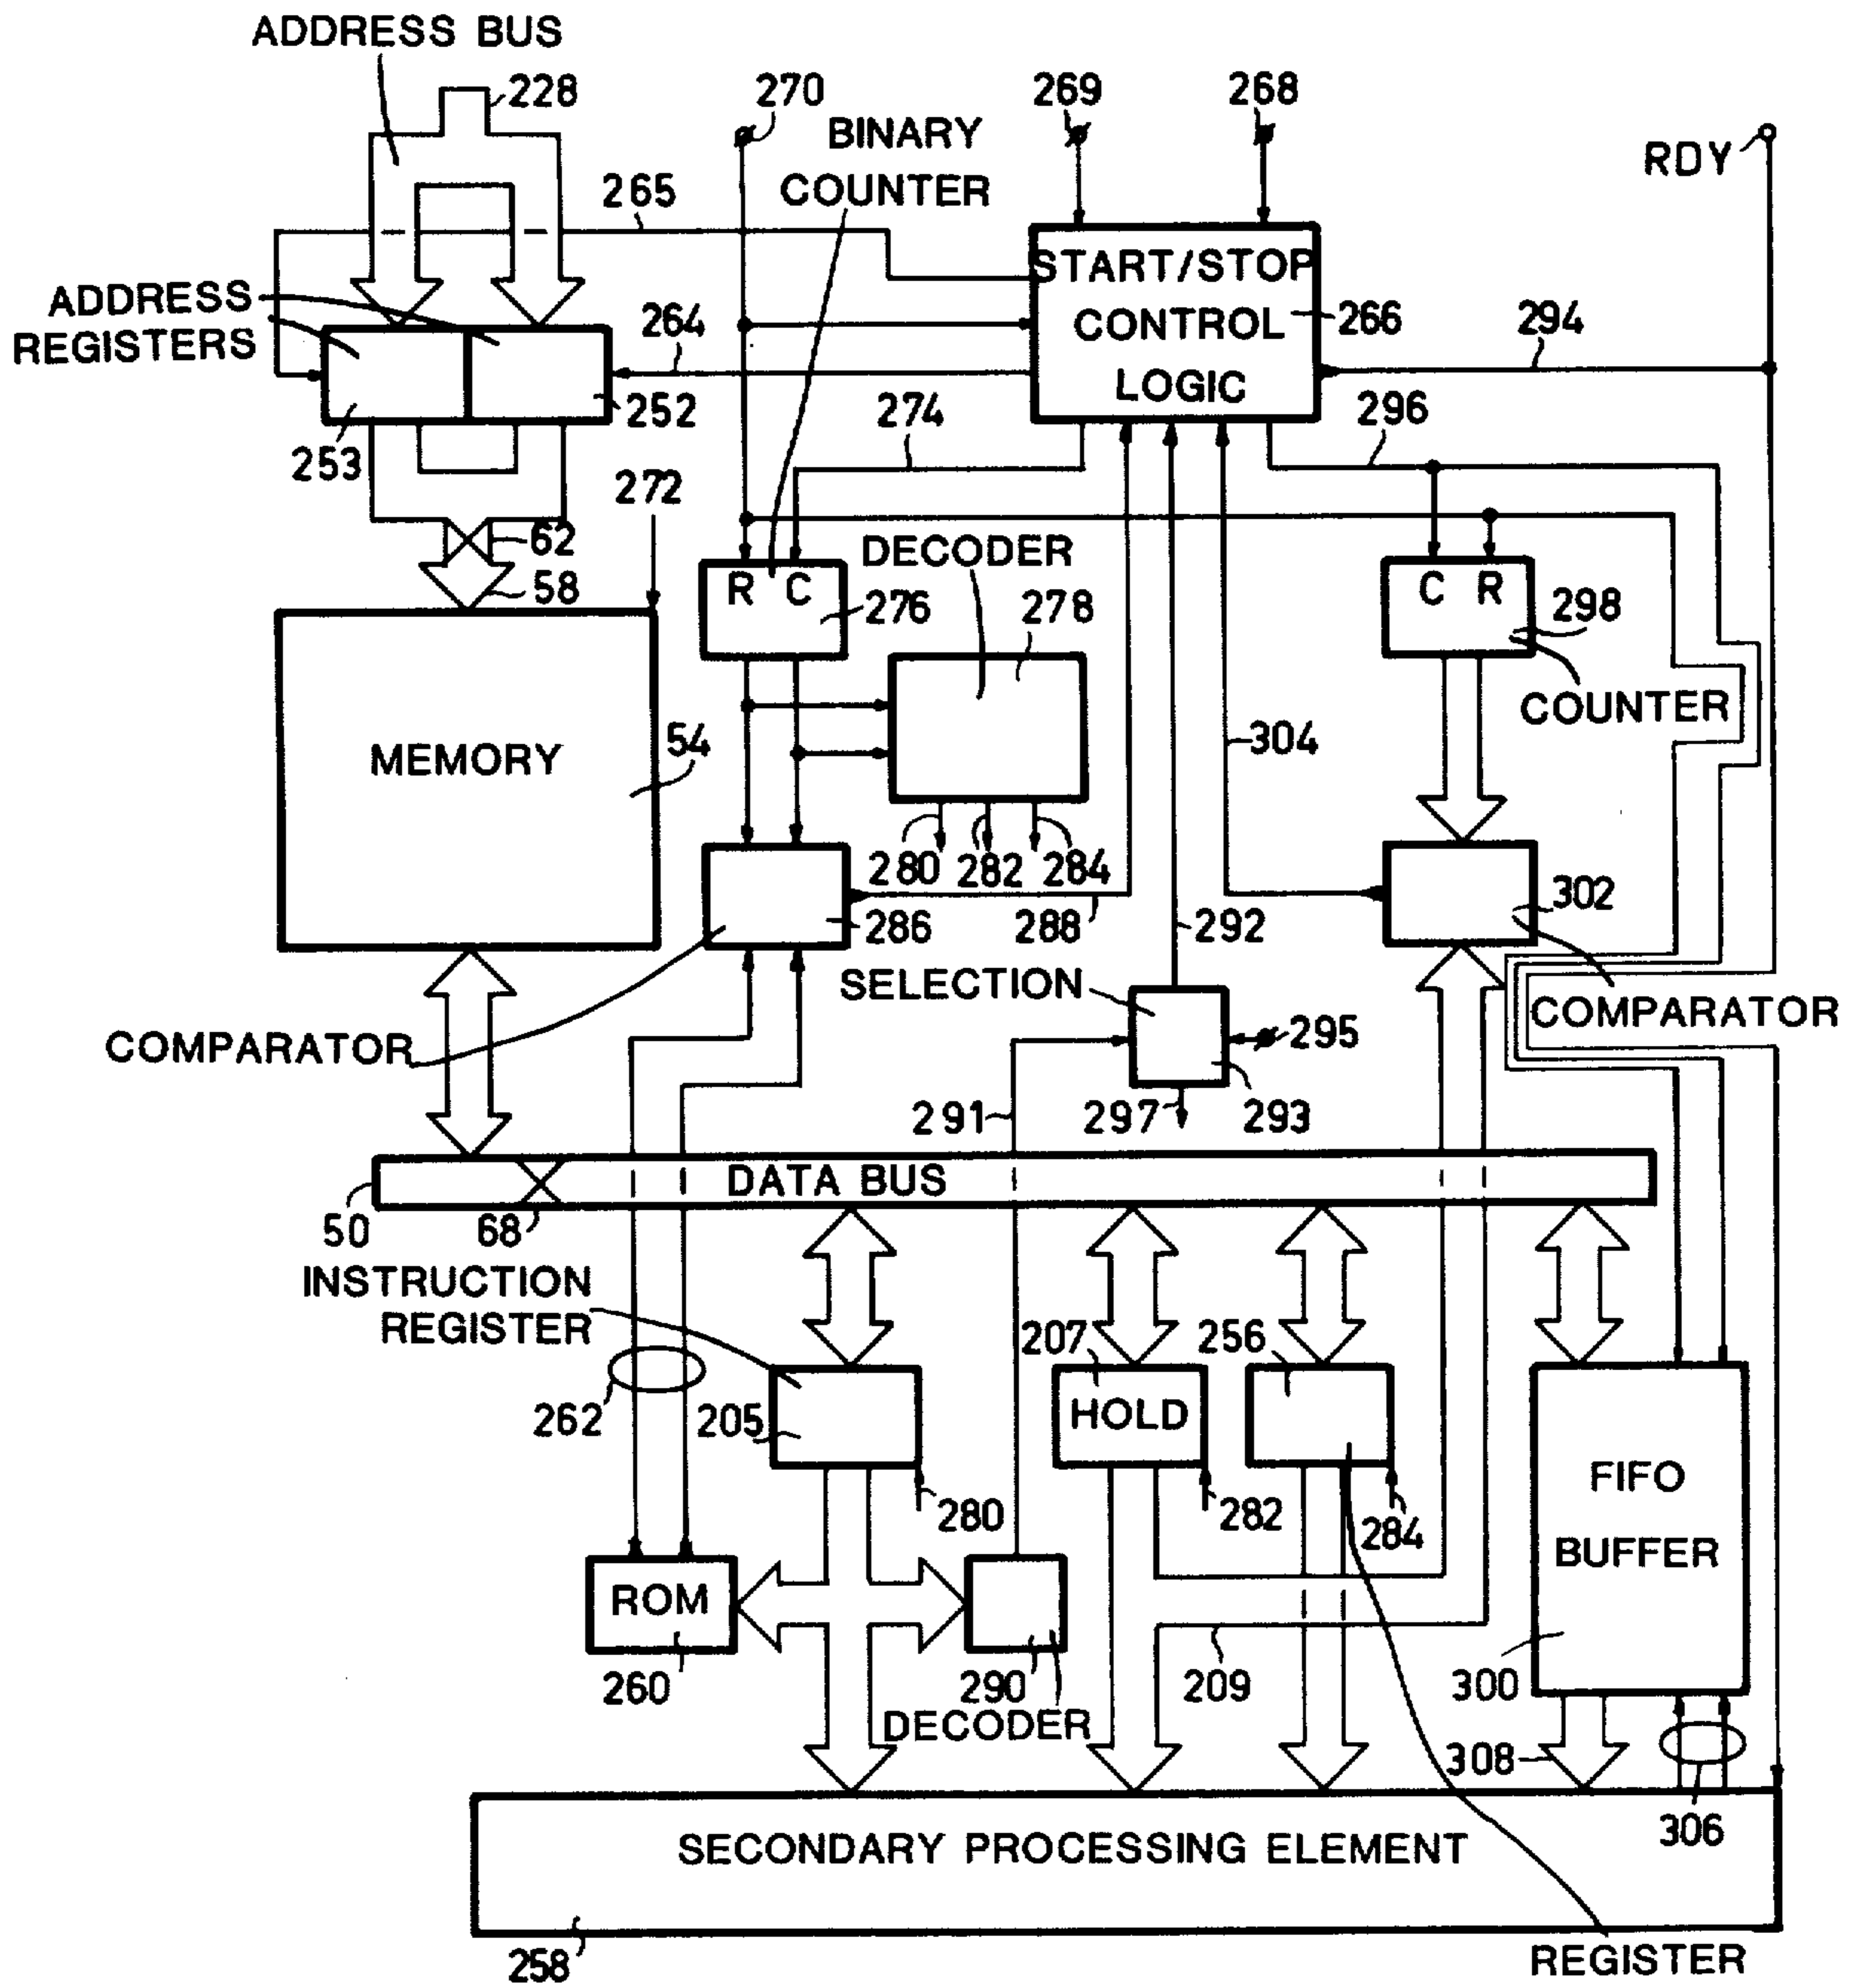 ADDRESS BUS
228
270
269
268
BINARY
COUNTER
RDY
265
START/STOP
CONTROL
LOGIC
266
ADDRESS
REGISTERS
264
294
252
253
274
296
272
62
58
DECODER
R C
276
278
C R
298
COUNTER
MEMORY
54
304
280
282
284
286
288
292
302
SELECTION
COMPARATOR
COMPARATOR
295
291
297
293
DATA BUS
50
68
INSTRUCTION
REGISTER
207
256
262
205
HOLD
280
282
284
FIFO
BUFFER
ROM
260
290
DECODER
209
300
308
306
SECONDARY PROCESSING ELEMENT
258
REGISTER